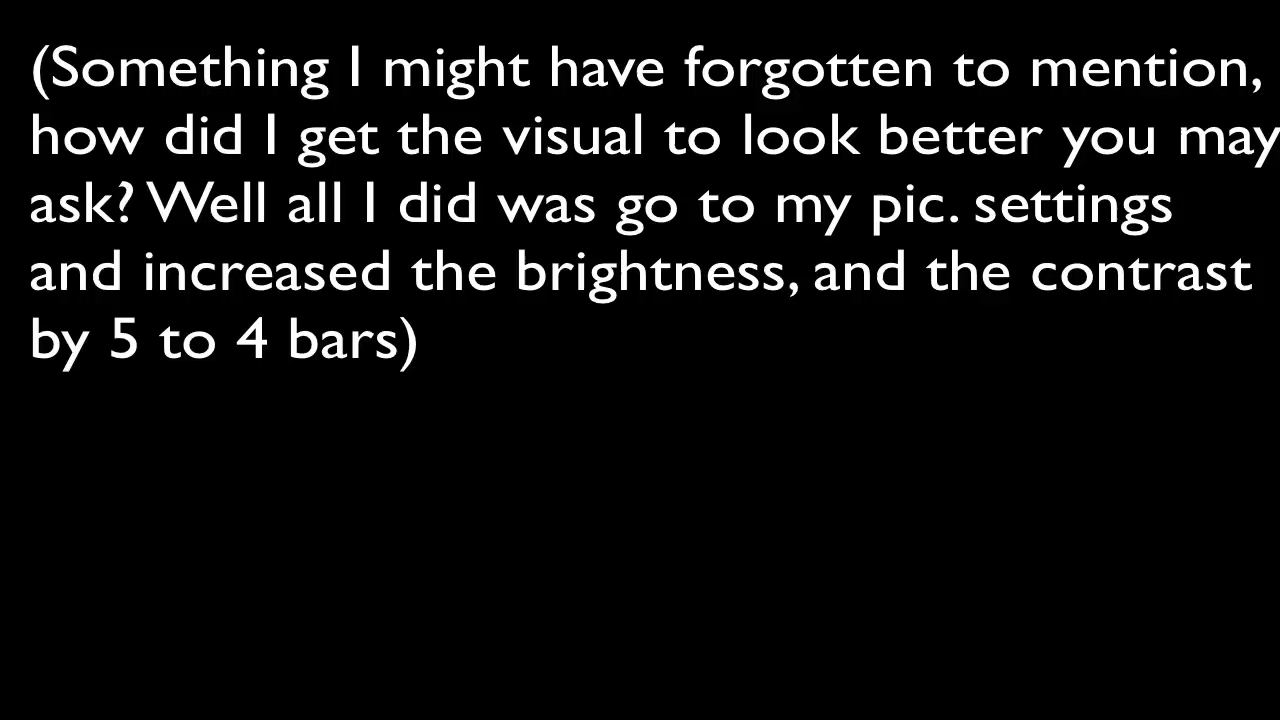 (Something I might have forgotten to mention,
how did I get the visual to look better you may
ask? Well all I did was go to my pic. settings
and increased the brightness, and the contrast
by 5 to 4 bars)